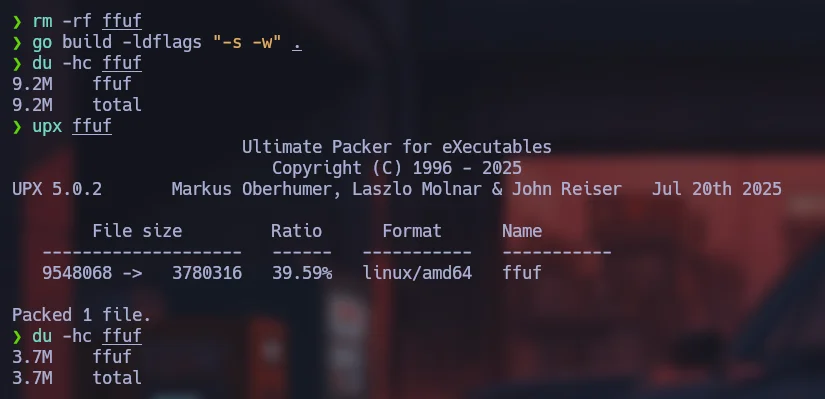 ❯ rm -rf ffuf
❯ go build -ldflags "-s -w" .
❯ du -hc ffuf
9.2M    ffuf
9.2M    total
❯ upx ffuf
                       Ultimate Packer for eXecutables
                          Copyright (C) 1996 - 2025
UPX 5.0.2       Markus Oberhumer, Laszlo Molnar & John Reiser   Jul 20th 2025
        File size         Ratio      Format      Name
   --------------------   ------   -----------   -----------
   9548068 ->   3780316   39.59%   linux/amd64   ffuf
Packed 1 file.
❯ du -hc ffuf
3.7M    ffuf
3.7M    total